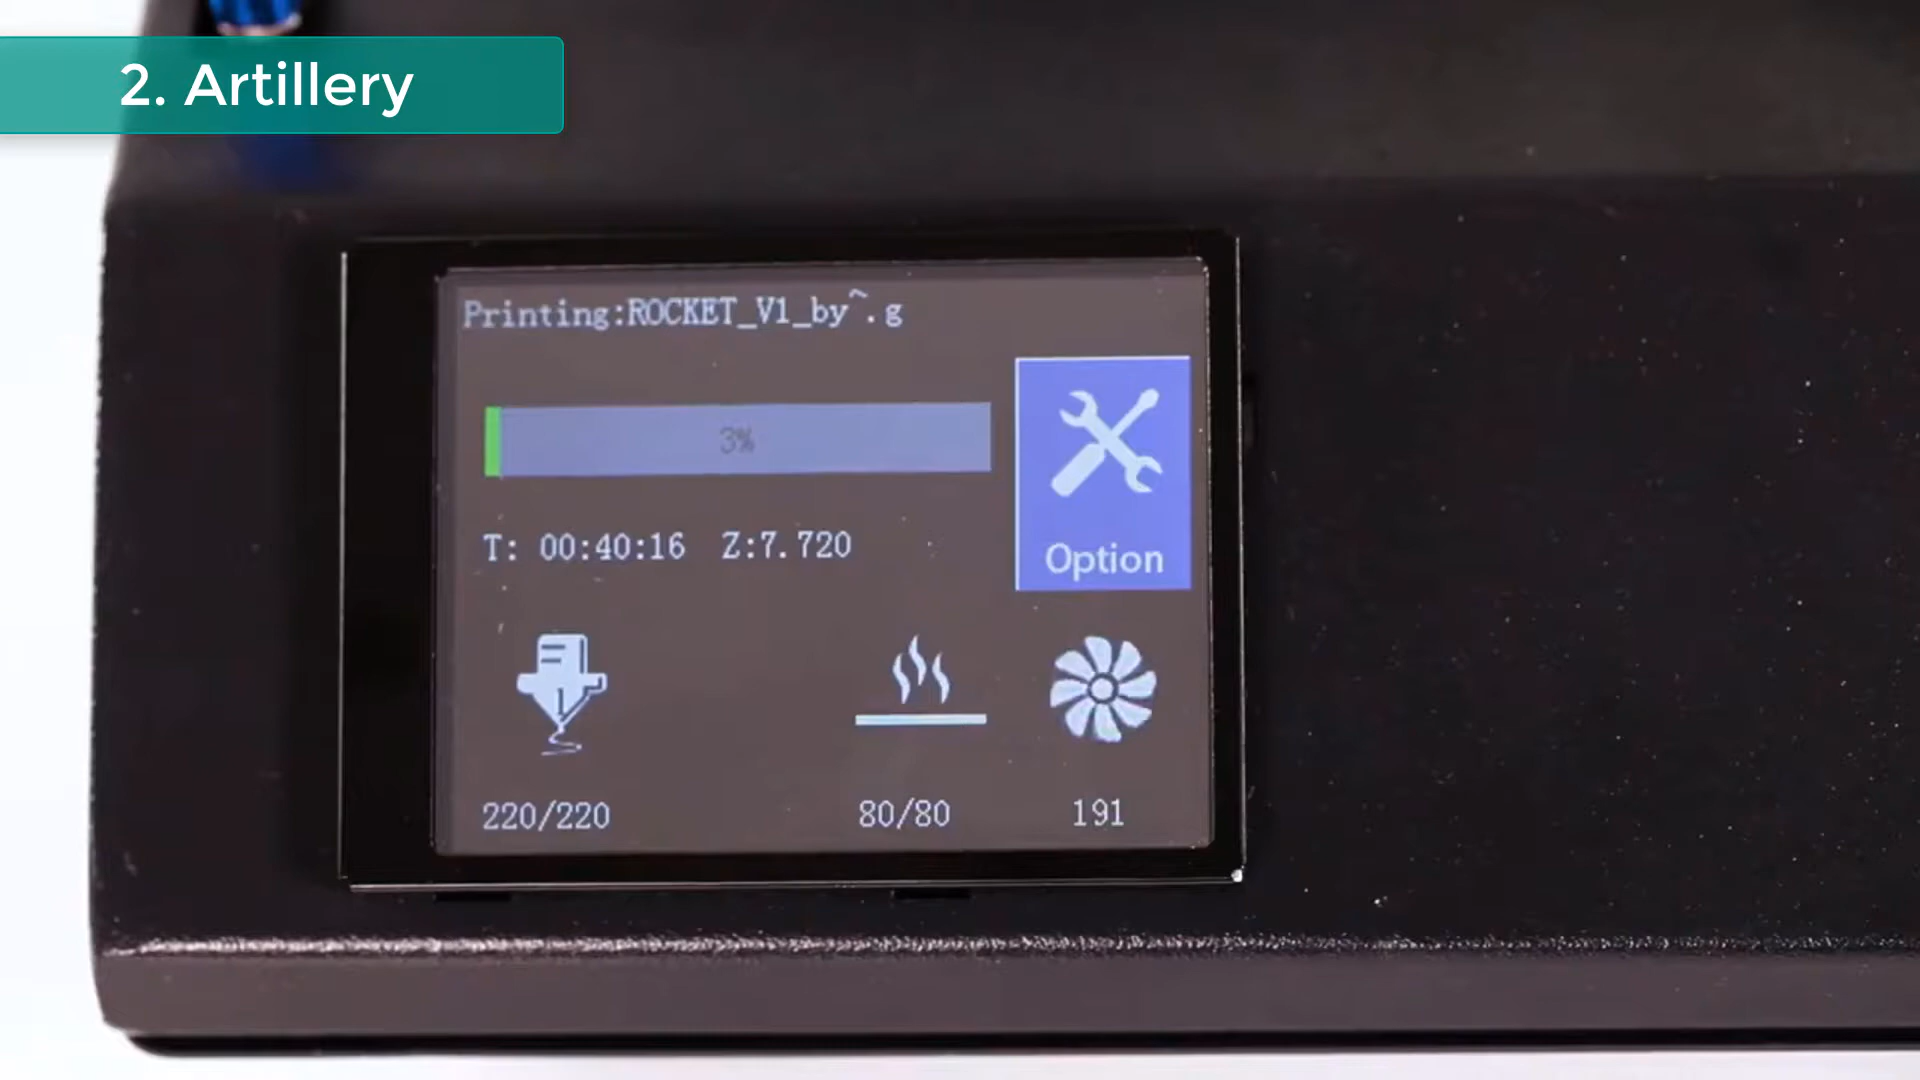 2. Artillery
Printing:ROCKET_V1_by~.g
3%
T: 00:40:16 Z:7.720
Option
220/220
80/80
191